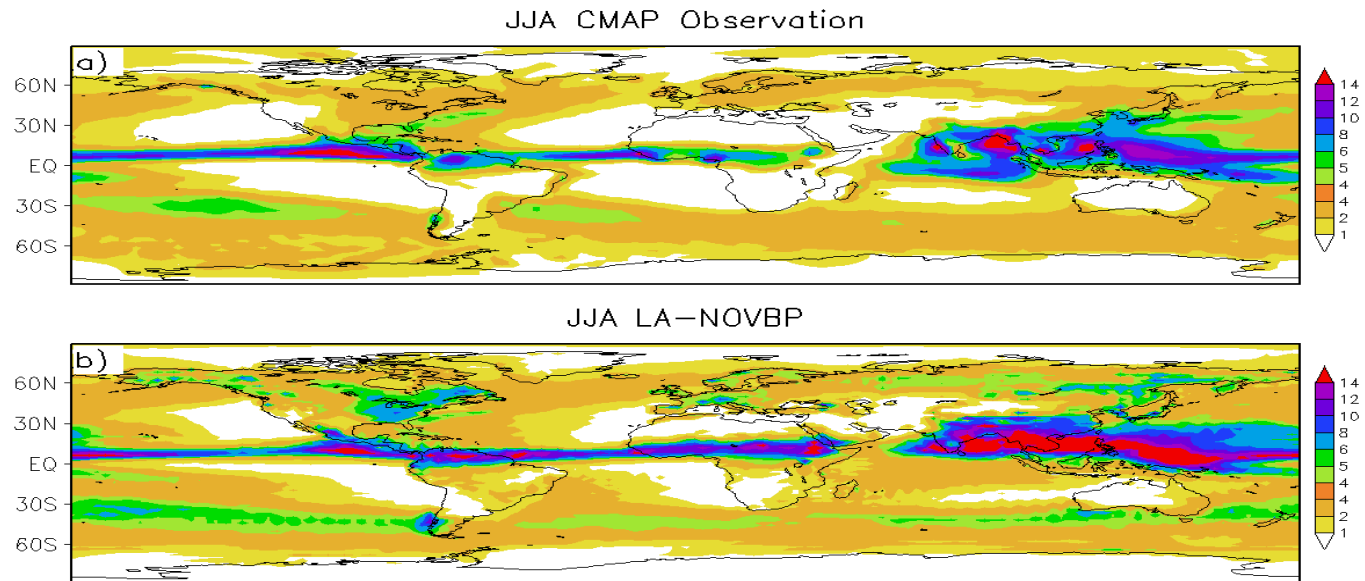 JJA CMAP Observation
a)
60N
30N
EQ
30S
60S
14
12
10
8
6
5
4
4
2
1
JJA LA-NOVBP
b)
60N
30N
EQ
30S
60S
14
12
10
8
6
5
4
4
2
1